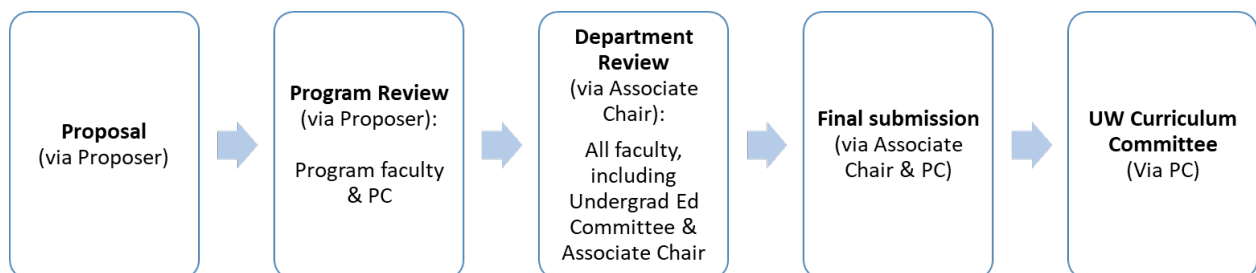 Proposal
(via Proposer)
Program Review
(via Proposer):
Program faculty
& PC
Department
Review
(via Associate
Chair):
All faculty,
including
Undergrad Ed
Committee &
Associate Chair
Final submission
(via Associate
Chair & PC)
UW Curriculum
Committee
(Via PC)